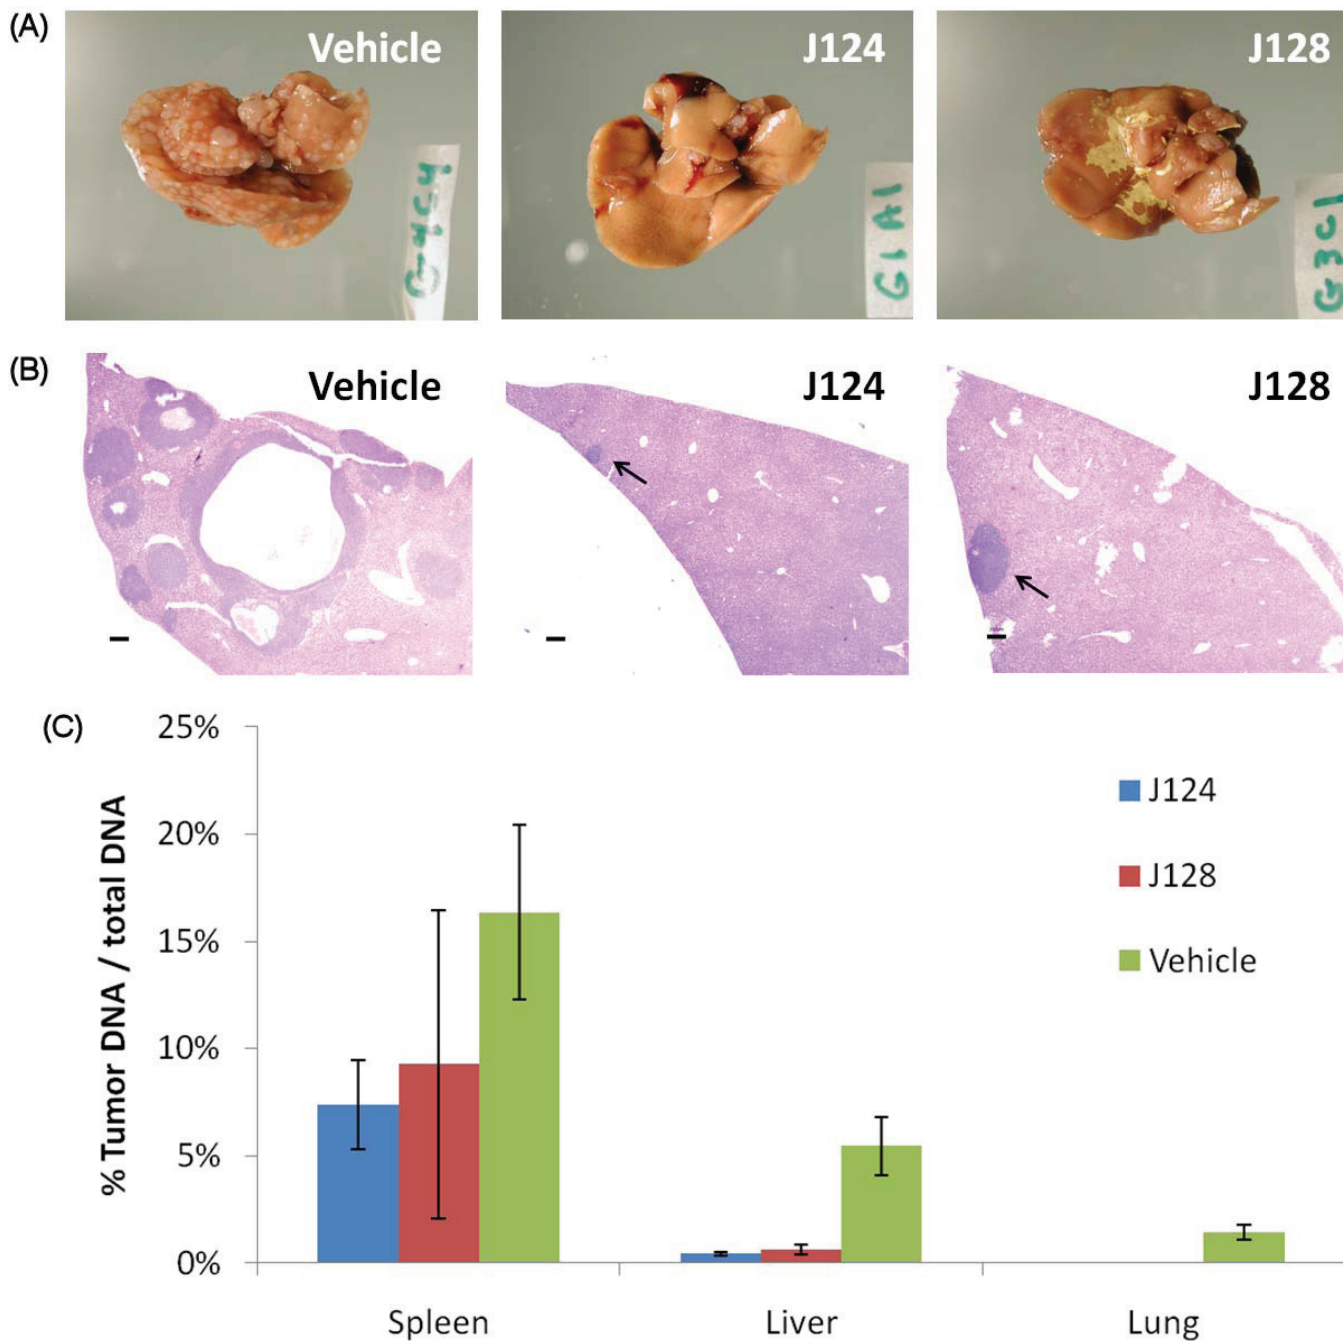 (A)
Vehicle
J124
J128
G1A1
G3C1
(B)
Vehicle
J124
J128
(C)
% Tumor DNA / total DNA
25%
20%
15%
10%
5%
0%
J124
J128
Vehicle
Spleen
Liver
Lung